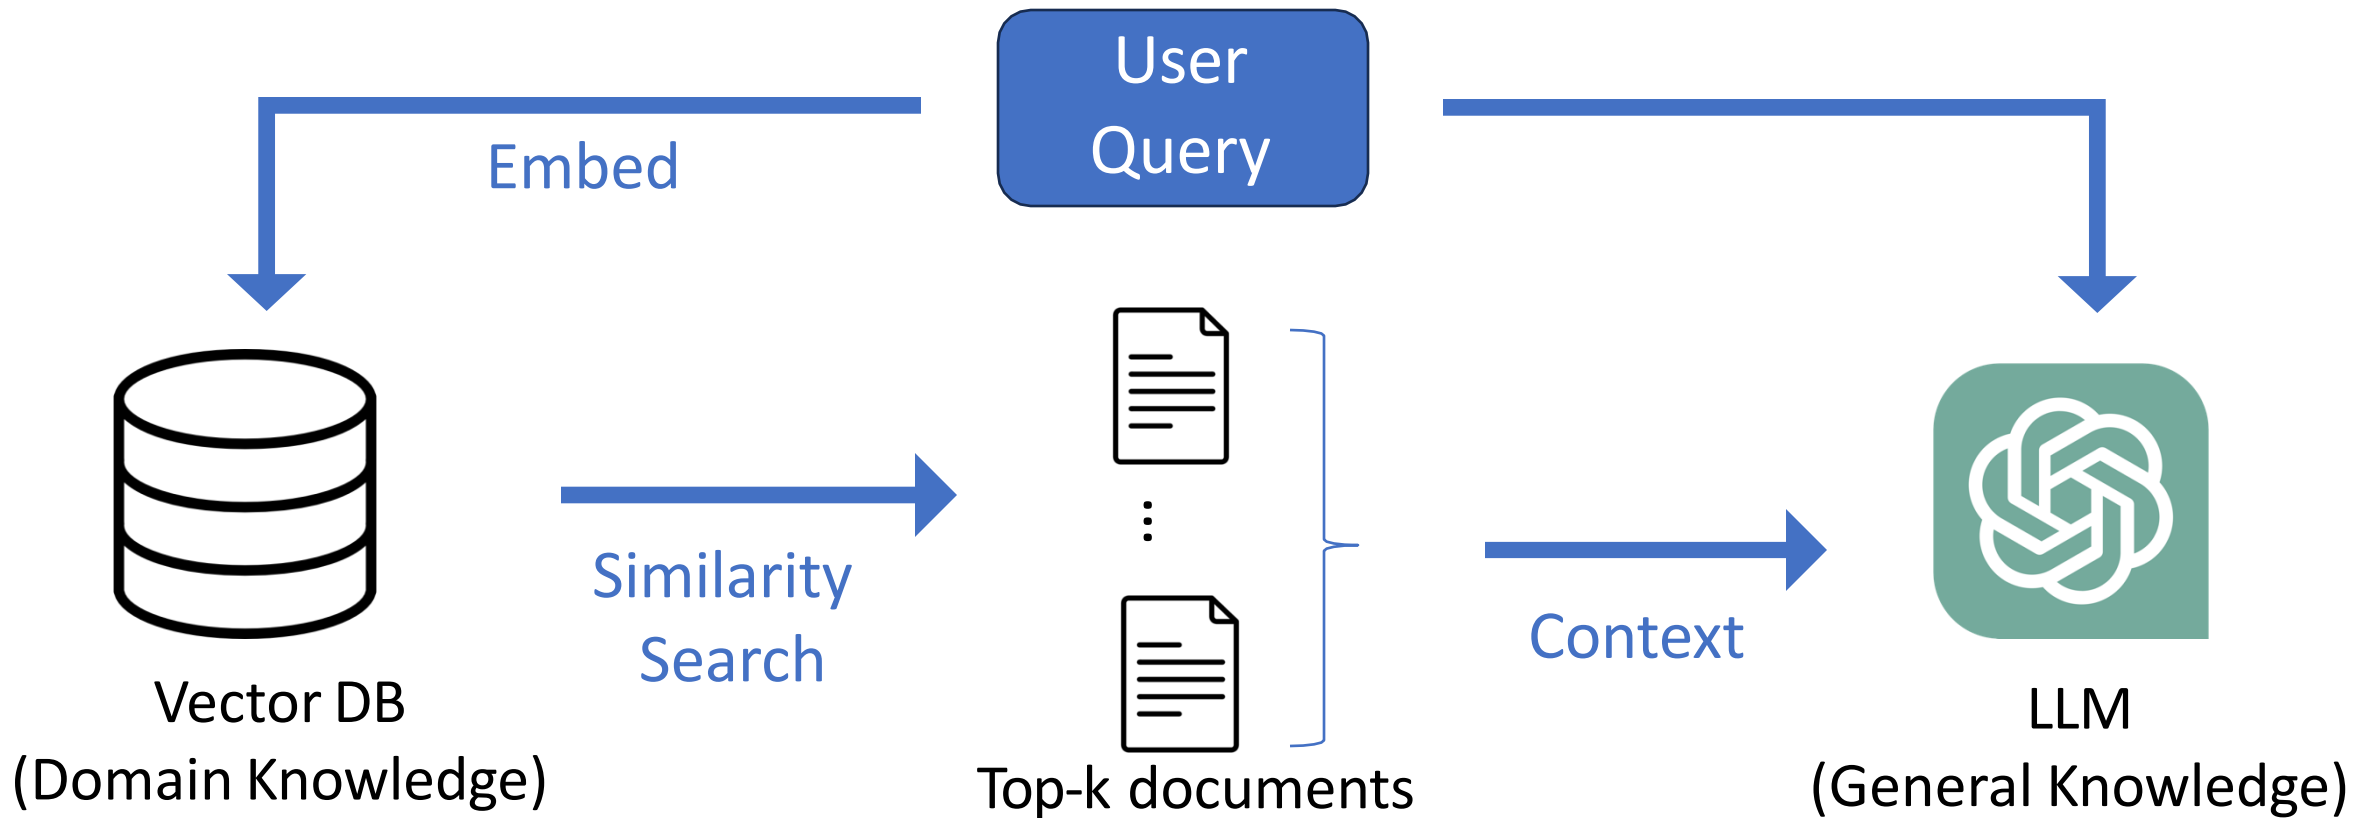 User
Query
Embed
Similarity
Search
Context
Vector DB
(Domain Knowledge)
Top-k documents
LLM
(General Knowledge)